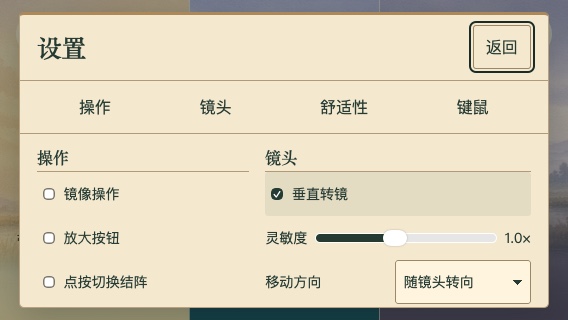 设置
返回
操作
镜头
舒适性
键鼠
操作
镜像操作
放大按钮
点按切换结阵
镜头
垂直转镜
灵敏度 1.0x
移动方向 随镜头转向